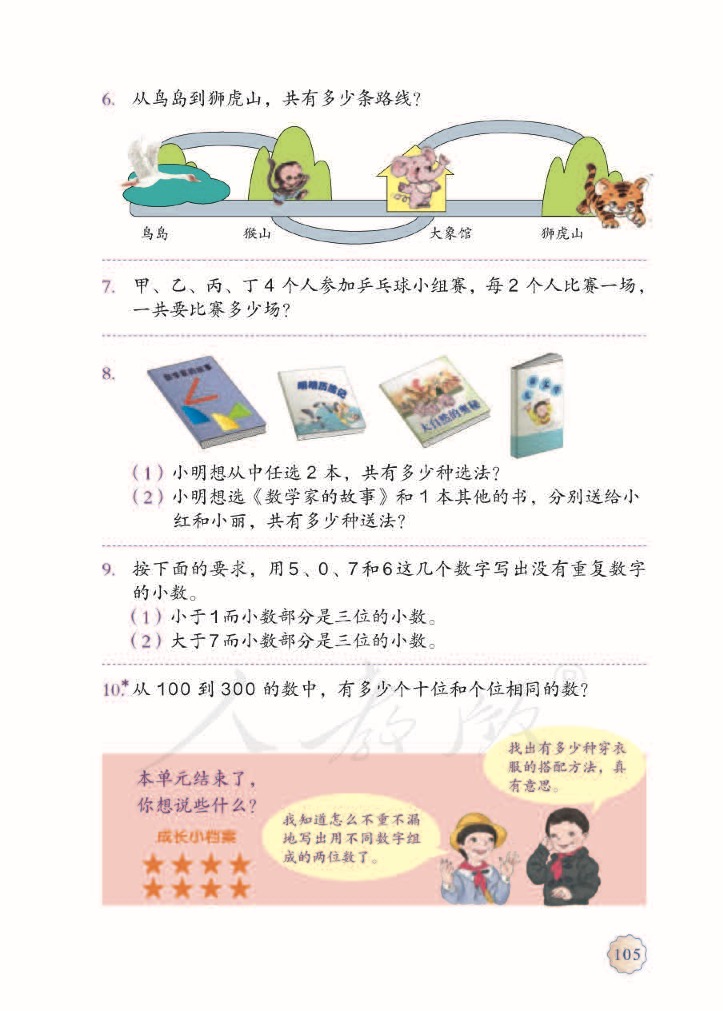 6. 从鸟岛到狮虎山，共有多少条路线？
鸟岛 猴山 大象馆 狮虎山
7. 甲、乙、丙、丁 4 个人参加乒乓球小组赛，每 2 个人比赛一场，
一共要比赛多少场？
8.
数学家的故事
明明历险记
大自然的奥秘
（1）小明想从中任选 2 本，共有多少种选法？
（2）小明想选《数学家的故事》和 1 本其他的书，分别送给小
红和小丽，共有多少种送法？
9. 按下面的要求，用 5、0、7 和 6 这几个数字写出没有重复数字
的小数。
（1）小于 1 而小数部分是三位的小数。
（2）大于 7 而小数部分是三位的小数。
10.* 从 100 到 300 的数中，有多少个十位和个位相同的数？
人教版®
找出有多少种穿衣
服的搭配方法，真
有意思。
本单元结束了，
你想说些什么？
成长小档案
我知道怎么不重不漏
地写出用不同数字组
成的两位数了。
105